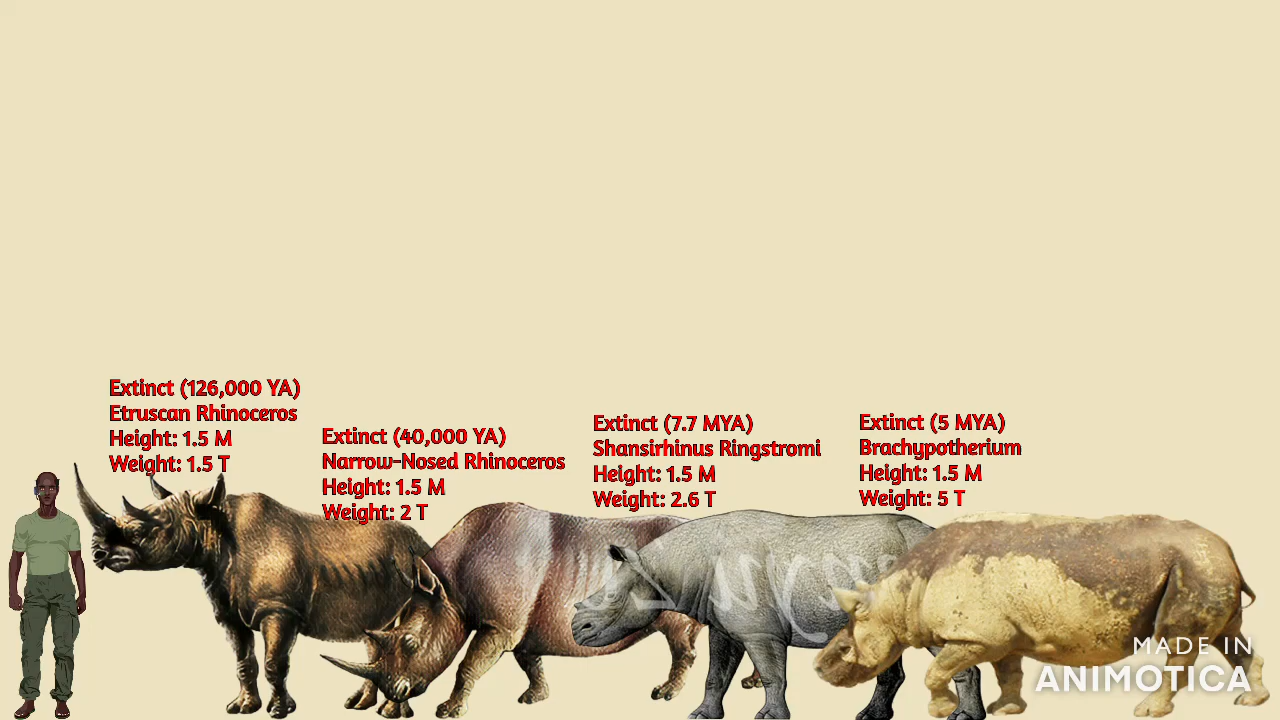 Extinct (126,000 YA)
Etruscan Rhinoceros
Height: 1.5 M
Weight: 1.5 T
Extinct (40,000 YA)
Narrow-Nosed Rhinoceros
Height: 1.5 M
Weight: 2 T
Extinct (7.7 MYA)
Shansirhinus Ringstromi
Height: 1.5 M
Weight: 2.6 T
Extinct (5 MYA)
Brachypotherium
Height: 1.5 M
Weight: 5 T
MADE IN
ANIMOTICA